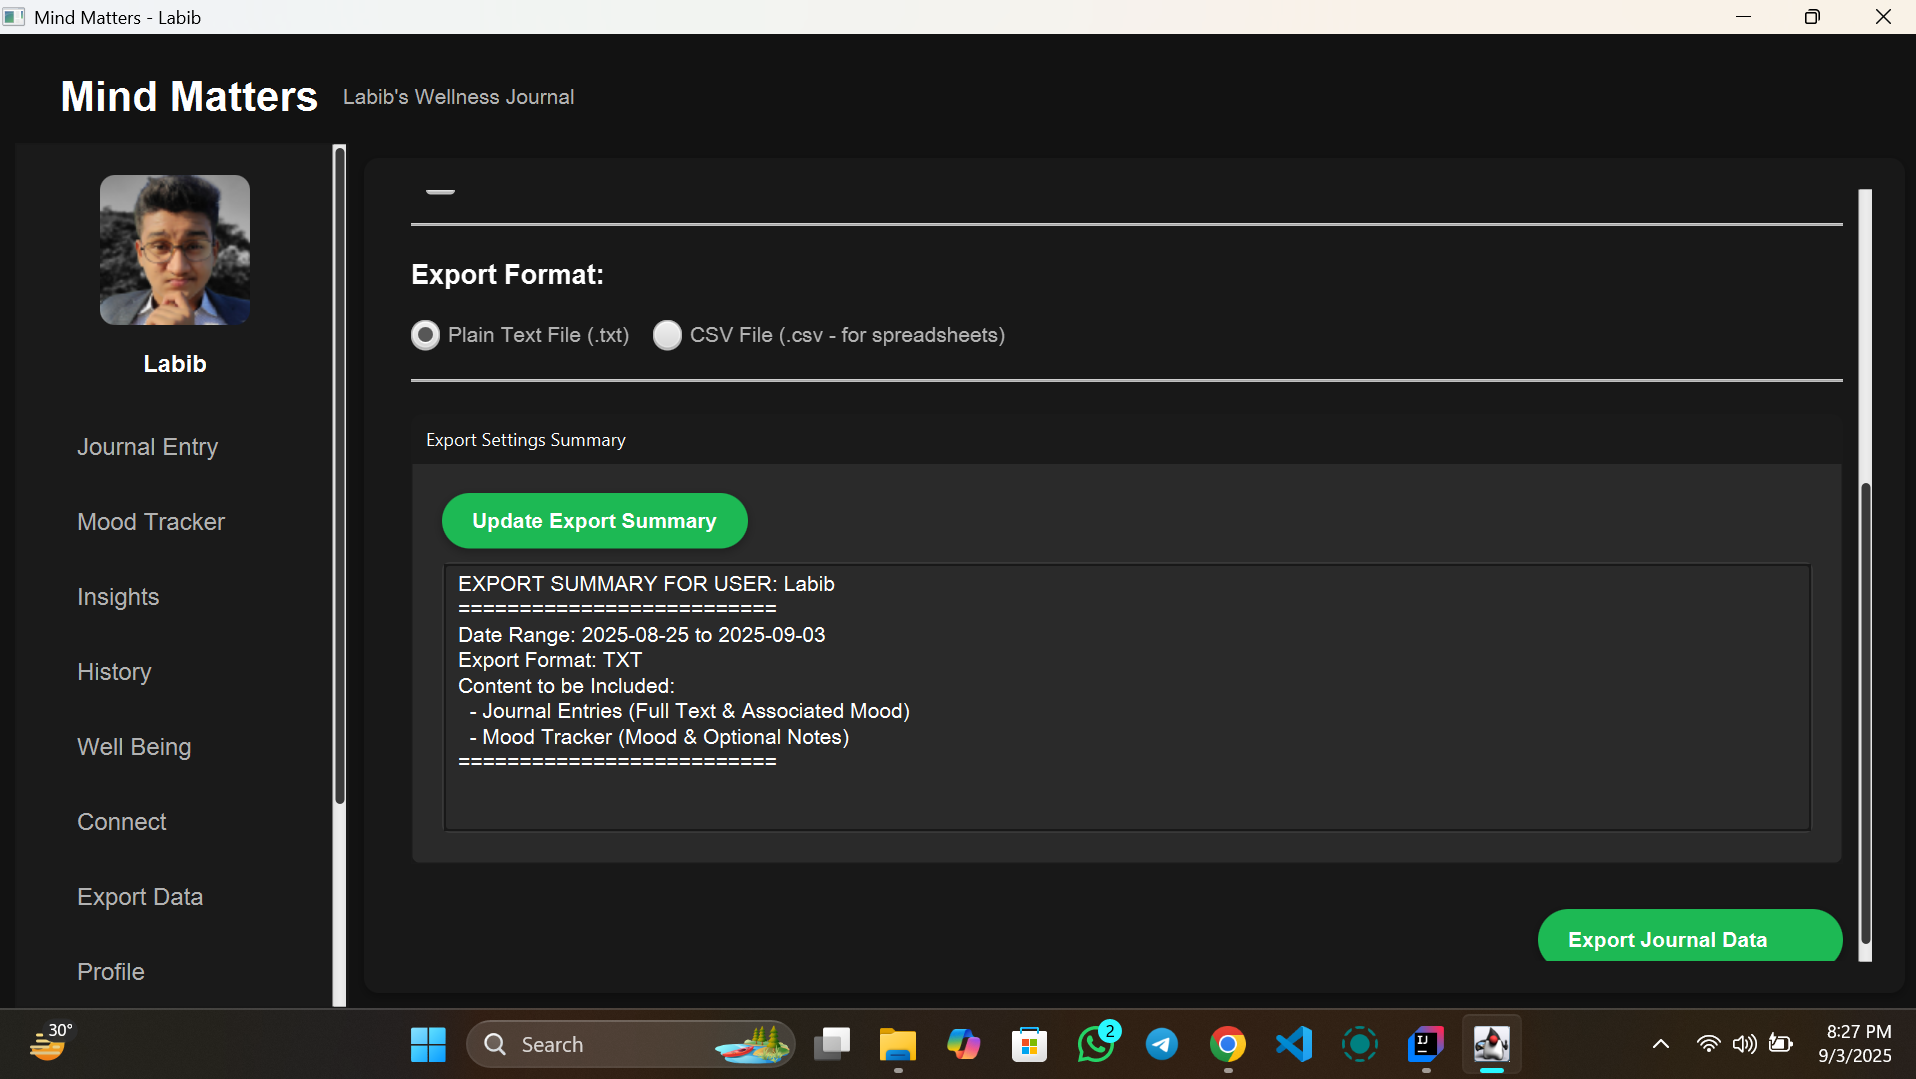 Mind Matters - Labib
Mind Matters
Labib's Wellness Journal
Labib
Journal Entry
Mood Tracker
Insights
History
Well Being
Connect
Export Data
Profile
Export Format:
Plain Text File (.txt)
CSV File (.csv - for spreadsheets)
Export Settings Summary
Update Export Summary
EXPORT SUMMARY FOR USER: Labib
==========================
Date Range: 2025-08-25 to 2025-09-03
Export Format: TXT
Content to be Included:
- Journal Entries (Full Text & Associated Mood)
- Mood Tracker (Mood & Optional Notes)
==========================
Export Journal Data
30°
Search
2
IJ
8:27 PM
9/3/2025